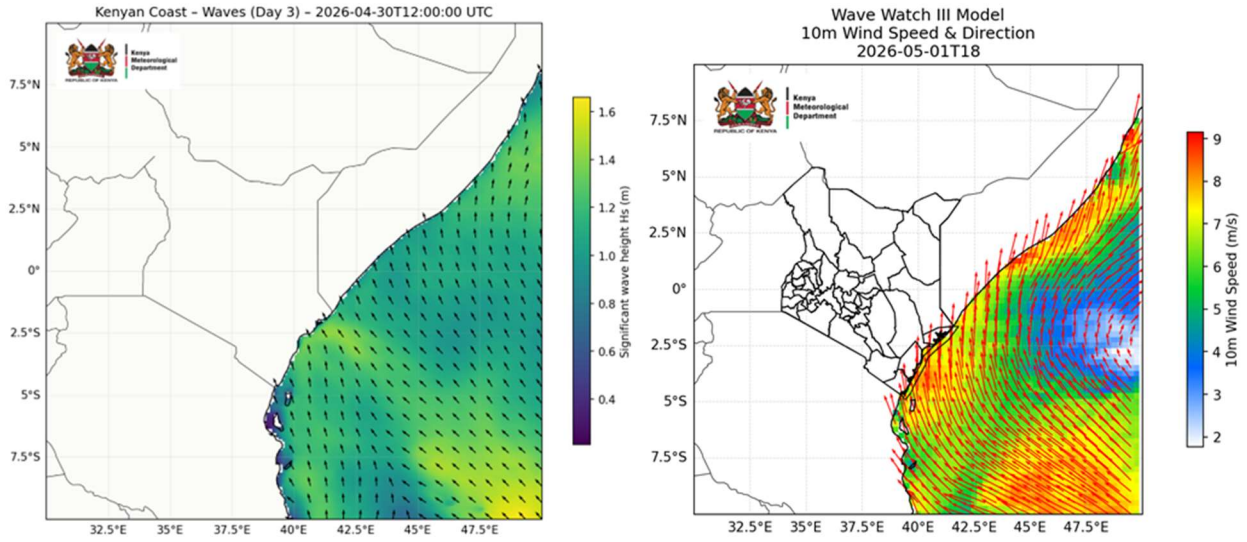 Kenyan Coast – Waves (Day 3) – 2026-04-30T12:00:00 UTC
Kenya
Meteorological
Department
REPUBLIC OF KENYA
7.5°N
5°N
2.5°N
0°
2.5°S
5°S
7.5°S
32.5°E
35°E
37.5°E
40°E
42.5°E
45°E
47.5°E
1.6
1.4
1.2
1.0
0.8
0.6
0.4
Significant wave height Hs (m)
Wave Watch III Model
10m Wind Speed & Direction
2026-05-01T18
Kenya
Meteorological
Department
REPUBLIC OF KENYA
7.5°N
5°N
2.5°N
0°
2.5°S
5°S
7.5°S
32.5°E
35°E
37.5°E
40°E
42.5°E
45°E
47.5°E
9
8
7
6
5
4
3
2
10m Wind Speed (m/s)